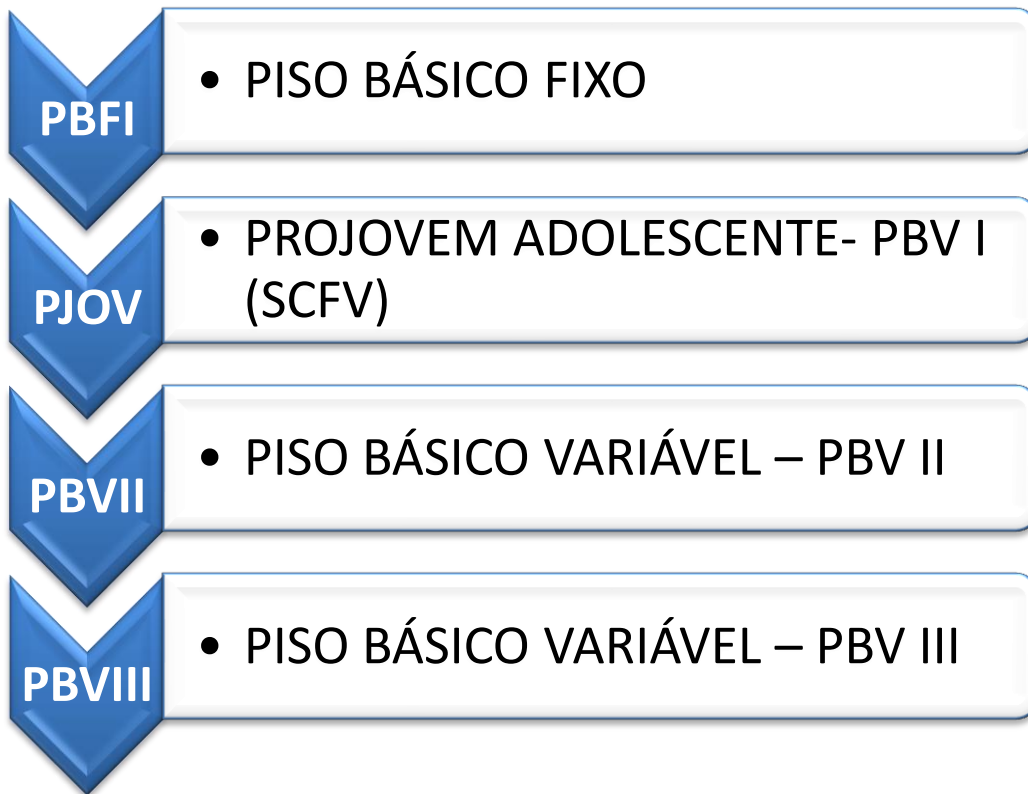 PBFI
• PISO BÁSICO FIXO
PJOV
• PROJOVEM ADOLESCENTE- PBV I
(SCFV)
PBVII
• PISO BÁSICO VARIÁVEL – PBV II
PBVIII
• PISO BÁSICO VARIÁVEL – PBV III